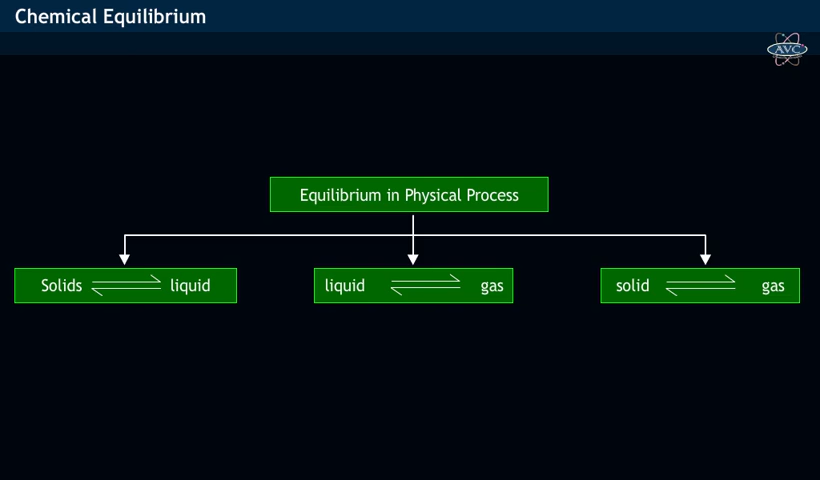 Chemical Equilibrium
AVC
Equilibrium in Physical Process
Solids ⇌ liquid
liquid ⇌ gas
solid ⇌ gas